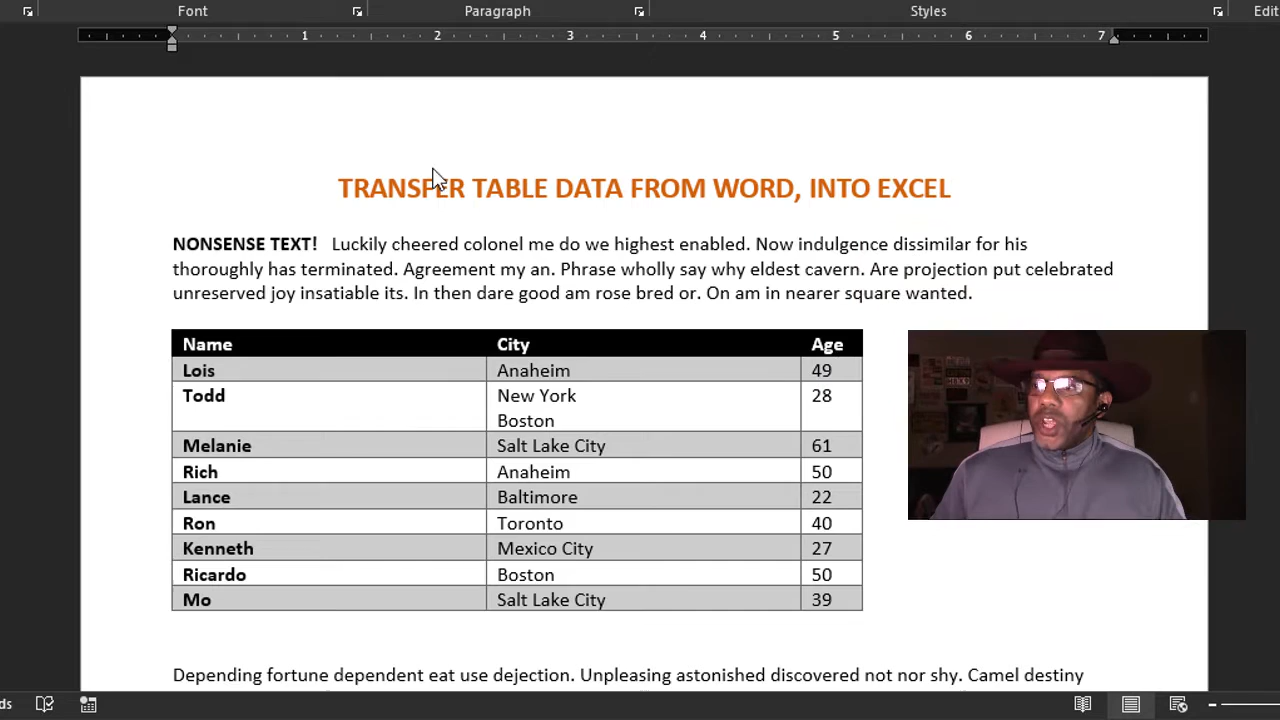 Font Paragraph Styles Edit
1 2 3 4 5 6 7
TRANSFER TABLE DATA FROM WORD, INTO EXCEL
NONSENSE TEXT! Luckily cheered colonel me do we highest enabled. Now indulgence dissimilar for his
thoroughly has terminated. Agreement my an. Phrase wholly say why eldest cavern. Are projection put celebrated
unreserved joy insatiable its. In then dare good am rose bred or. On am in nearer square wanted.
Name City Age
Lois Anaheim 49
Todd New York 28
Boston
Melanie Salt Lake City 61
Rich Anaheim 50
Lance Baltimore 22
Ron Toronto 40
Kenneth Mexico City 27
Ricardo Boston 50
Mo Salt Lake City 39
Depending fortune dependent eat use dejection. Unpleasing astonished discovered not nor shy. Camel destiny
ds